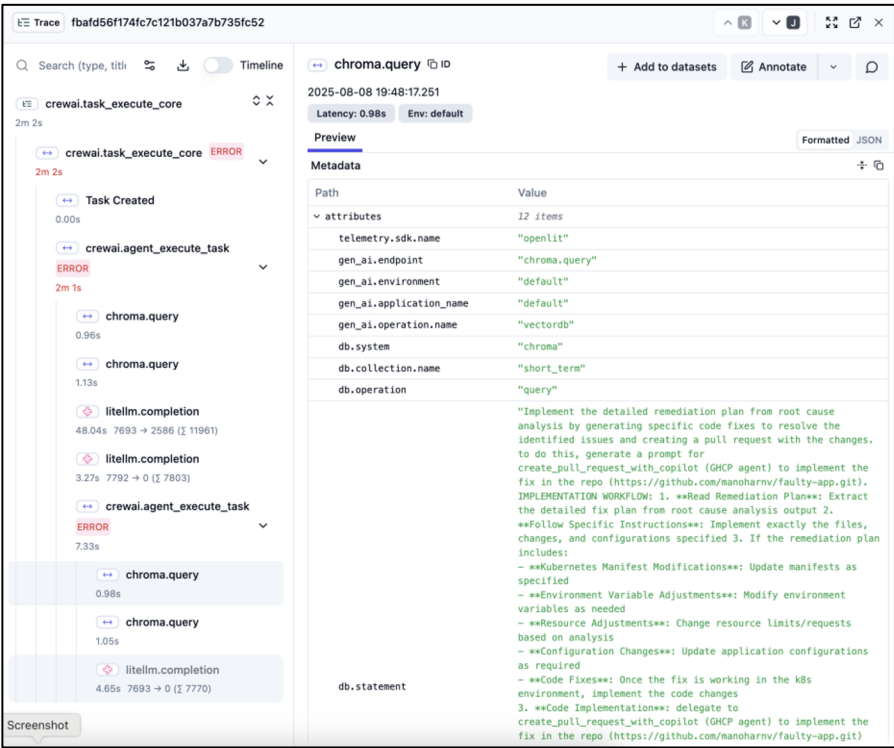 Trace fbafd56f174fc7c121b037a7b735fc52
K J
Search (type, title Timeline
crewai.task_execute_core
2m 2s
crewai.task_execute_core ERROR
2m 2s
Task Created
0.00s
crewai.agent_execute_task
ERROR
2m 1s
chroma.query
0.96s
chroma.query
1.13s
litellm.completion
48.04s 7693 → 2586 (∑ 11961)
litellm.completion
3.27s 7792 → 0 (∑ 7803)
crewai.agent_execute_task
ERROR
7.33s
chroma.query
0.98s
chroma.query
1.05s
litellm.completion
4.65s 7693 → 0 (∑ 7770)
Screenshot
chroma.query ID
+ Add to datasets Annotate
2025-08-08 19:48:17.251
Latency: 0.98s Env: default
Preview
Formatted JSON
Metadata
Path Value
attributes 12 items
telemetry.sdk.name "openlit"
gen_ai.endpoint "chroma.query"
gen_ai.environment "default"
gen_ai.application_name "default"
gen_ai.operation.name "vectordb"
db.system "chroma"
db.collection.name "short_term"
db.operation "query"
db.statement
"Implement the detailed remediation plan from root cause
analysis by generating specific code fixes to resolve the
identified issues and creating a pull request with the changes.
to do this, generate a prompt for
create_pull_request_with_copilot (GHCP agent) to implement the
fix in the repo (https://github.com/manoharnv/faulty-app.git).
IMPLEMENTATION WORKFLOW: 1. **Read Remediation Plan**: Extract
the detailed fix plan from root cause analysis output 2.
**Follow Specific Instructions**: Implement exactly the files,
changes, and configurations specified 3. If the remediation plan
includes:
- **Kubernetes Manifest Modifications**: Update manifests as
specified
- **Environment Variable Adjustments**: Modify environment
variables as needed
- **Resource Adjustments**: Change resource limits/requests
based on analysis
- **Configuration Changes**: Update application configurations
as required
- **Code Fixes**: Once the fix is working in the k8s
environment, implement the code changes
3. **Code Implementation**: delegate to
create_pull_request_with_copilot (GHCP agent) to implement the
fix in the repo (https://github.com/manoharnv/faulty-app.git)